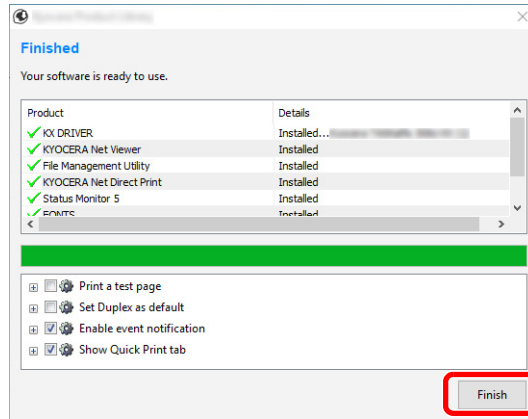 Finished
Your software is ready to use.
Product Details
KX DRIVER Installed...
KYOCERA Net Viewer Installed
File Management Utility Installed
KYOCERA Net Direct Print Installed
Status Monitor 5 Installed
FONTS Installed
Print a test page
Set Duplex as default
Enable event notification
Show Quick Print tab
Finish